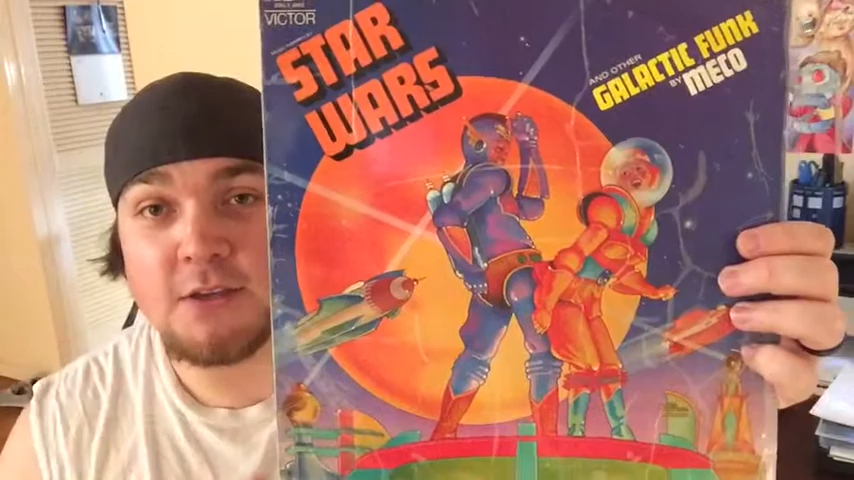 VICTOR
STAR
WARS
AND OTHER
GALACTIC FUNK
BY MECO